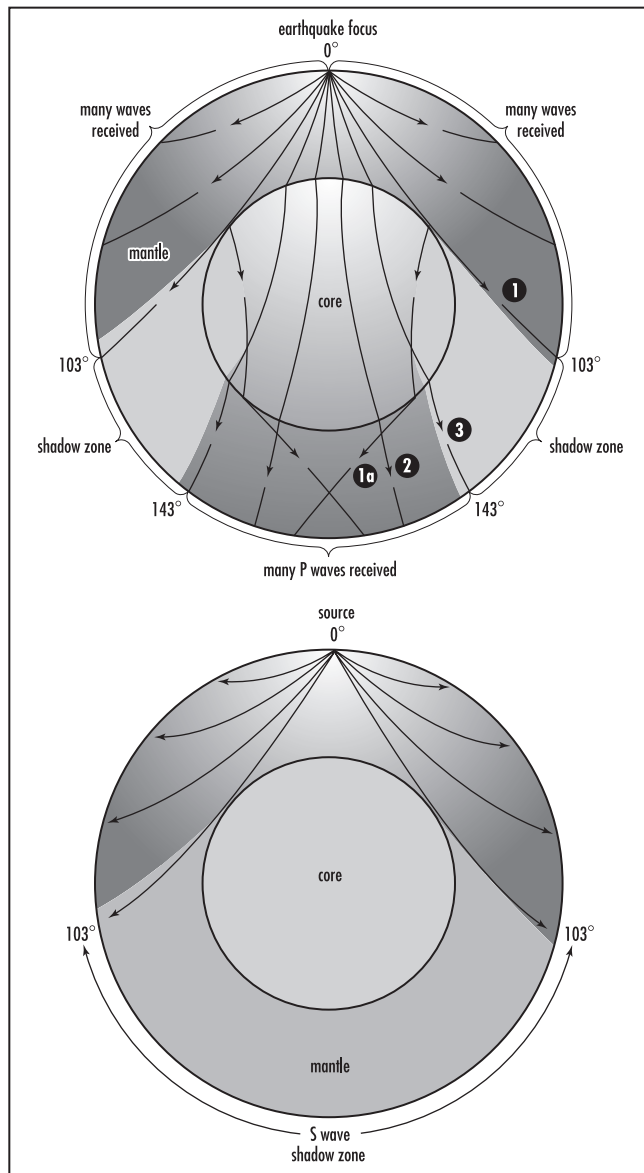 earthquake focus
0°
many waves
received
many waves
received
mantle
1
core
103°
103°
3
shadow zone
shadow zone
2
1a
143°
143°
many P waves received
source
0°
core
103°
103°
mantle
S wave
shadow zone